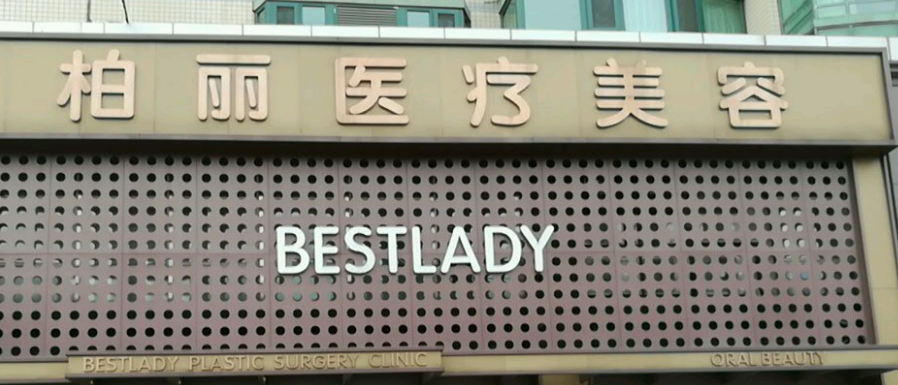 柏丽医疗美容
BESTLADY
BESTLADY PLASTIC SURGERY CLINIC
ORAL BEAUTY